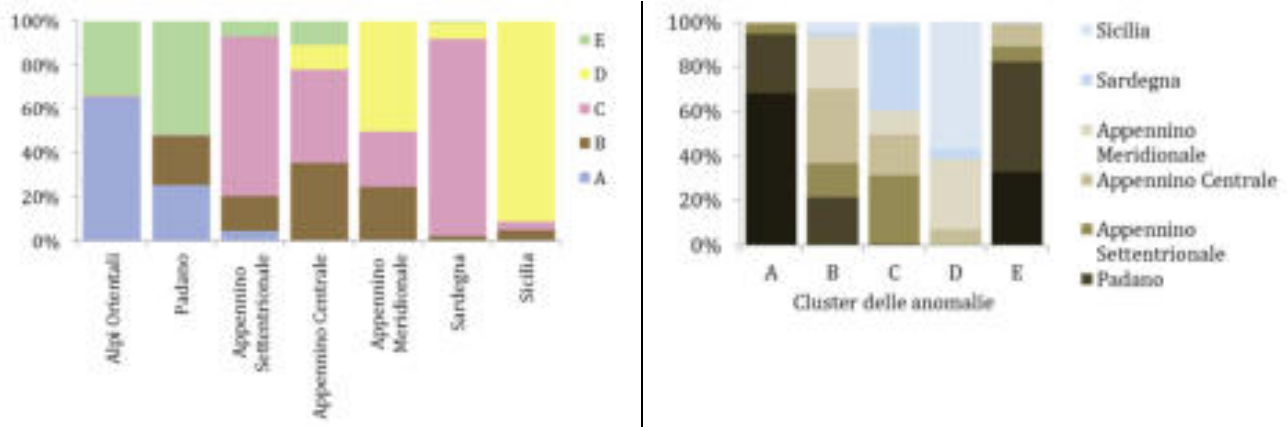 100%
80%
60%
40%
20%
0%
E
D
C
B
A
Alpi Orientali
Padano
Appennino
Settentrionale
Appennino Centrale
Appennino
Meridionale
Sardegna
Sicilia
100%
80%
60%
40%
20%
0%
A B C D E
Cluster delle anomalie
Sicilia
Sardegna
Appennino
Meridionale
Appennino Centrale
Appennino
Settentrionale
Padano